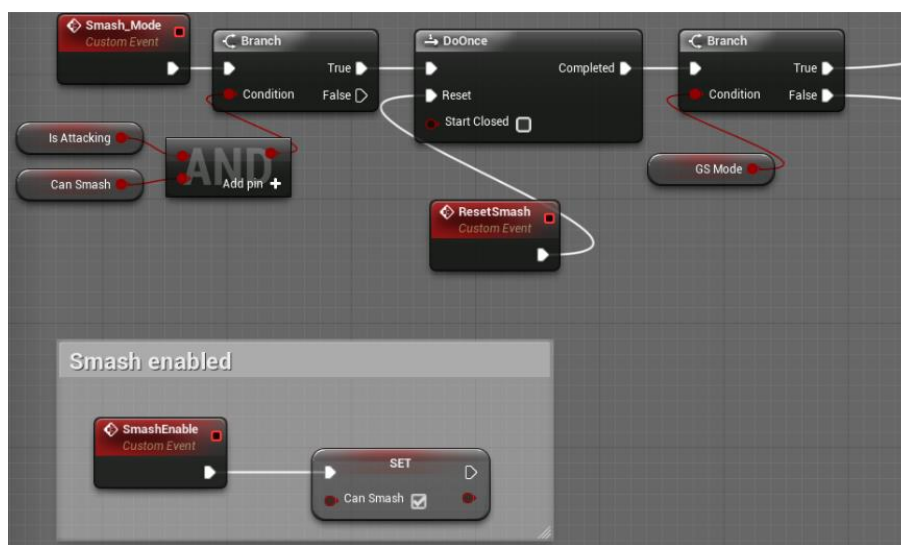 Smash_Mode
Custom Event
Branch
True
Condition
False
DoOnce
Completed
Reset
Start Closed
Branch
True
Condition
False
Is Attacking
Can Smash
AND
Add pin +
GS Mode
ResetSmash
Custom Event
Smash enabled
SmashEnable
Custom Event
SET
Can Smash